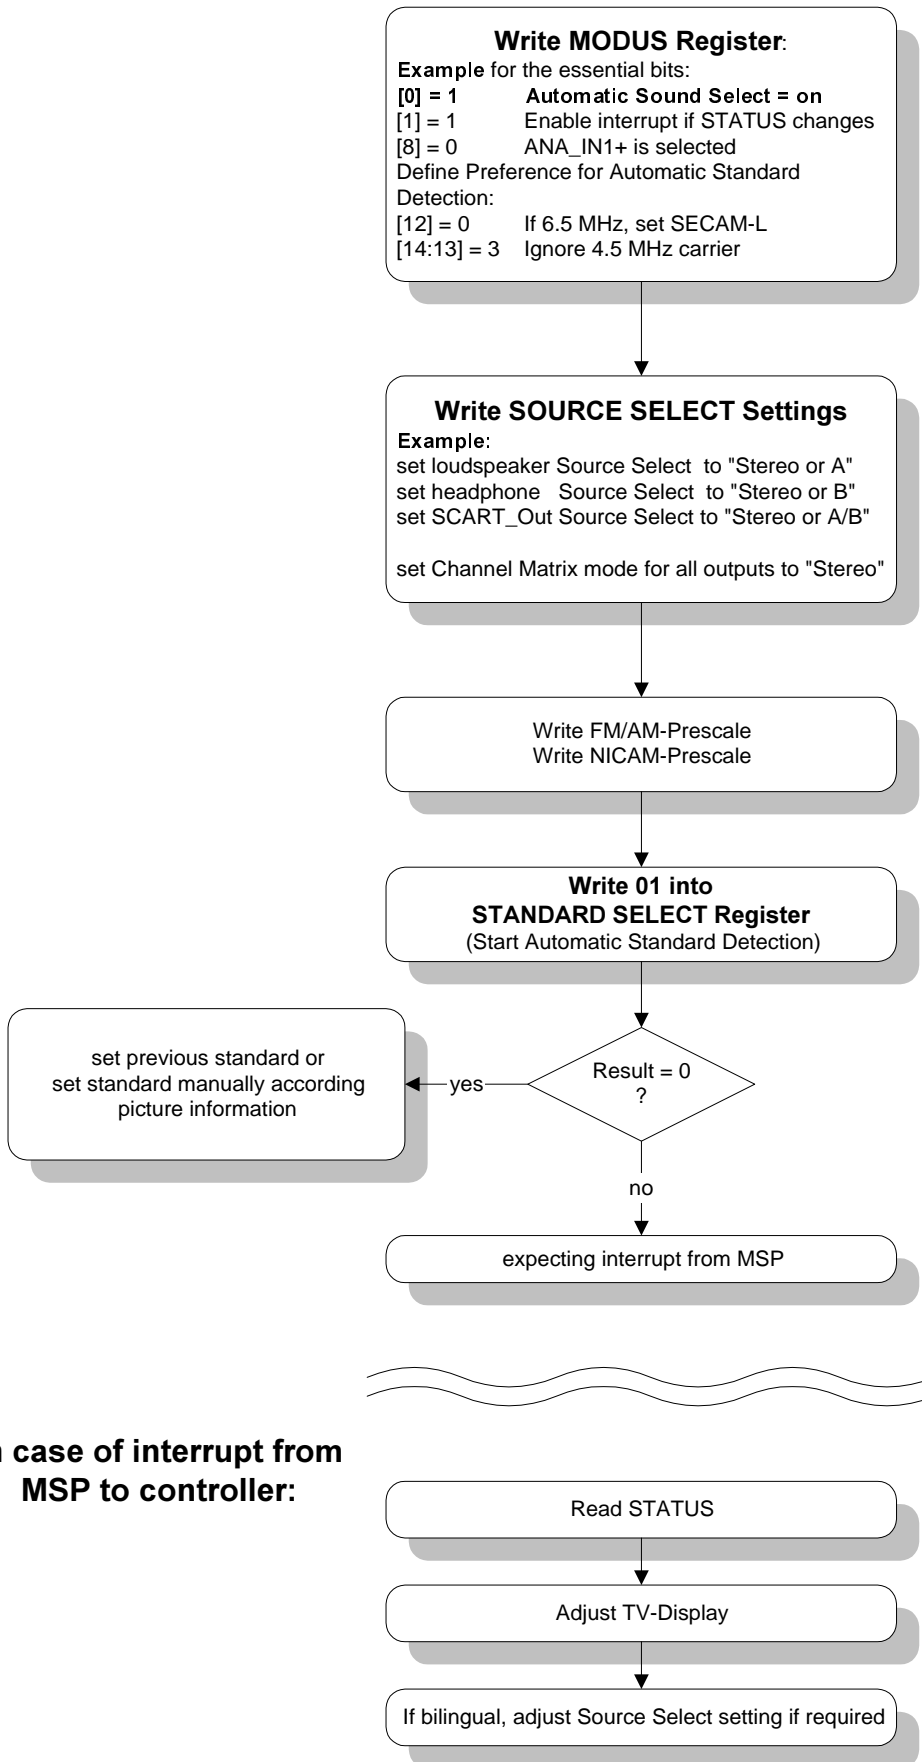 Write MODUS Register:
Example for the essential bits:
[0] = 1 Automatic Sound Select = on
[1] = 1 Enable interrupt if STATUS changes
[8] = 0 ANA_IN1+ is selected
Define Preference for Automatic Standard
Detection:
[12] = 0 If 6.5 MHz, set SECAM-L
[14:13] = 3 Ignore 4.5 MHz carrier
Write SOURCE SELECT Settings
Example:
set loudspeaker Source Select to "Stereo or A"
set headphone Source Select to "Stereo or B"
set SCART_Out Source Select to "Stereo or A/B"
set Channel Matrix mode for all outputs to "Stereo"
Write FM/AM-Prescale
Write NICAM-Prescale
Write 01 into
STANDARD SELECT Register
(Start Automatic Standard Detection)
set previous standard or
set standard manually according
picture information
yes
Result = 0
?
no
expecting interrupt from MSP
case of interrupt from
MSP to controller:
Read STATUS
Adjust TV-Display
If bilingual, adjust Source Select setting if required